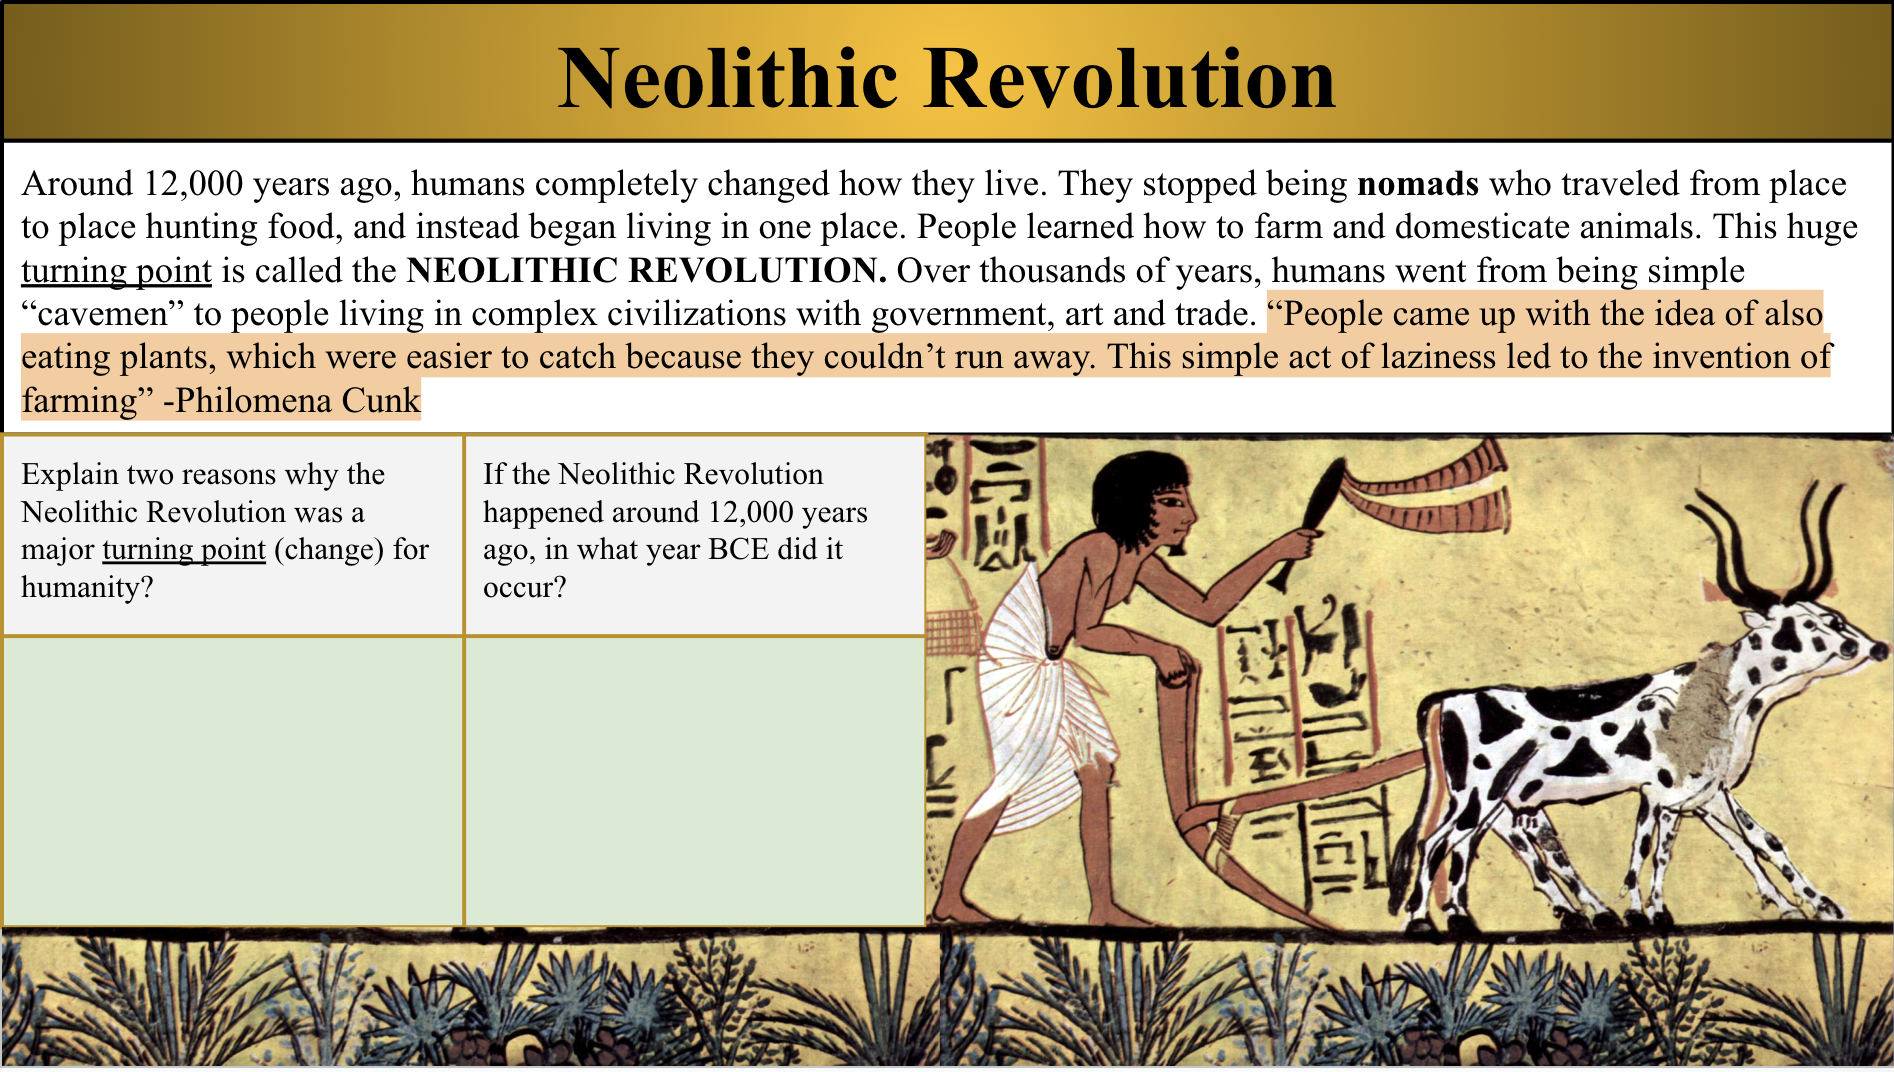 Neolithic Revolution
Around 12,000 years ago, humans completely changed how they live. They stopped being nomads who traveled from place
to place hunting food, and instead began living in one place. People learned how to farm and domesticate animals. This huge
turning point is called the NEOLITHIC REVOLUTION. Over thousands of years, humans went from being simple
“cavemen” to people living in complex civilizations with government, art and trade. “People came up with the idea of also
eating plants, which were easier to catch because they couldn’t run away. This simple act of laziness led to the invention of
farming” -Philomena Cunk
Explain two reasons why the
Neolithic Revolution was a
major turning point (change) for
humanity?
If the Neolithic Revolution
happened around 12,000 years
ago, in what year BCE did it
occur?